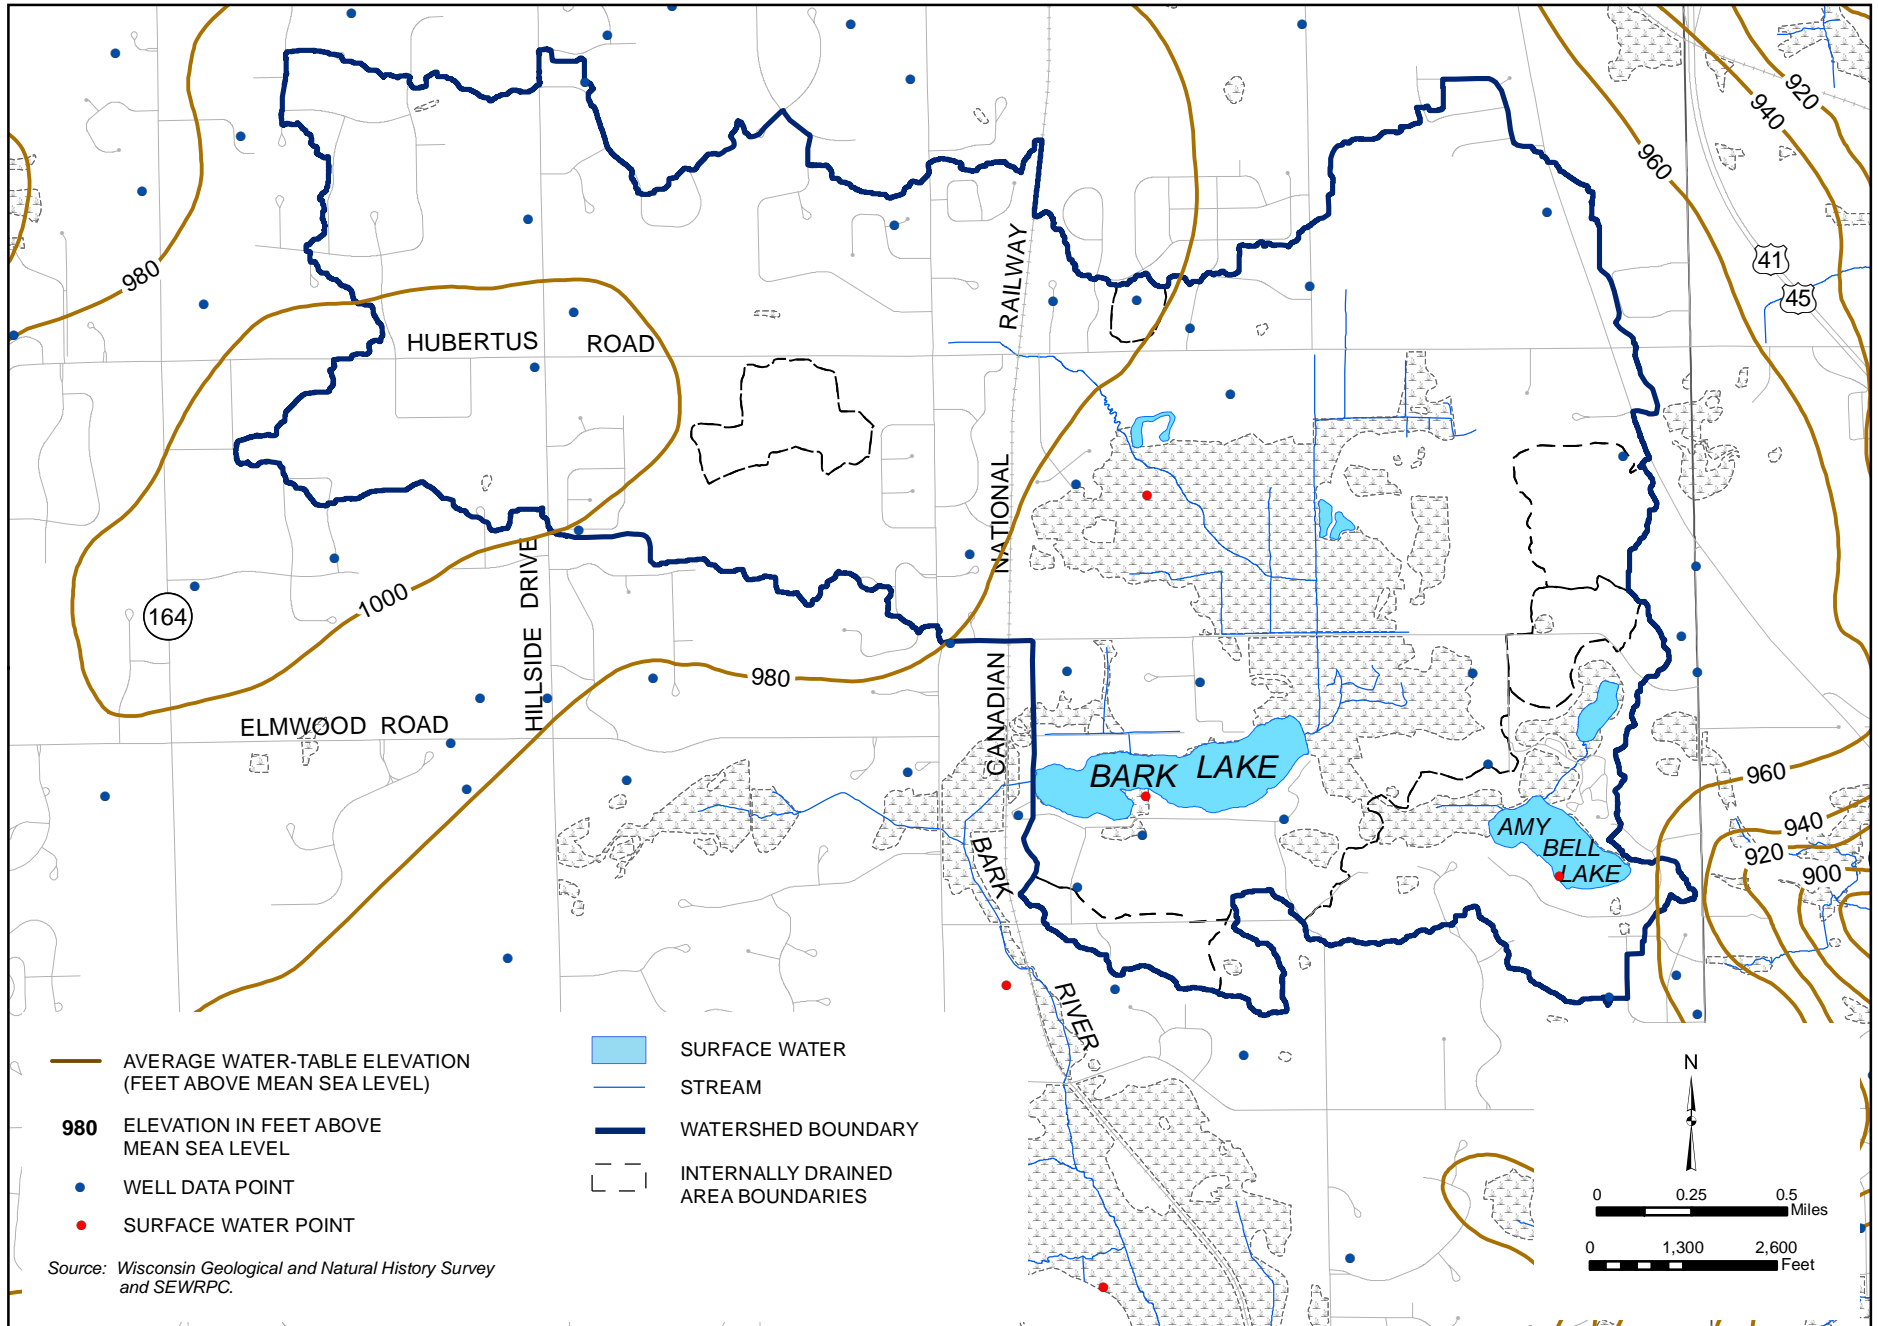 920
940
960
41
45
980
HUBERTUS ROAD
RAILWAY
NATIONAL
CANADIAN
164
1000
HILLSIDE DRIVE
980
ELMWOOD ROAD
BARK LAKE
AMY
BELL
LAKE
960
940
920
900
BARK
RIVER
AVERAGE WATER-TABLE ELEVATION
(FEET ABOVE MEAN SEA LEVEL)
980 ELEVATION IN FEET ABOVE
MEAN SEA LEVEL
WELL DATA POINT
SURFACE WATER POINT
Source: Wisconsin Geological and Natural History Survey
and SEWRPC.
SURFACE WATER
STREAM
WATERSHED BOUNDARY
INTERNALLY DRAINED
AREA BOUNDARIES
N
0 0.25 0.5
Miles
0 1,300 2,600
Feet